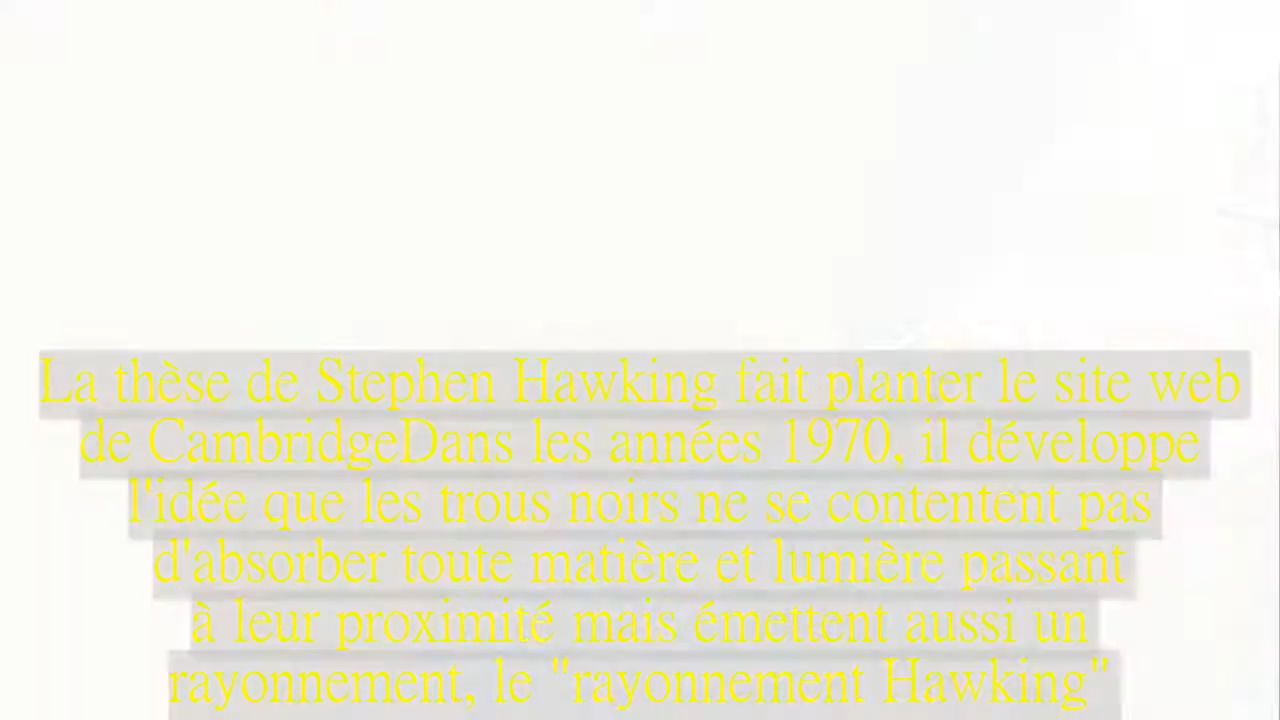 La thèse de Stephen Hawking fait planter le site web
de CambridgeDans les années 1970, il développe
l'idée que les trous noirs ne se contentent pas
d'absorber toute matière et lumière passant
à leur proximité mais émettent aussi un
rayonnement, le "rayonnement Hawking"